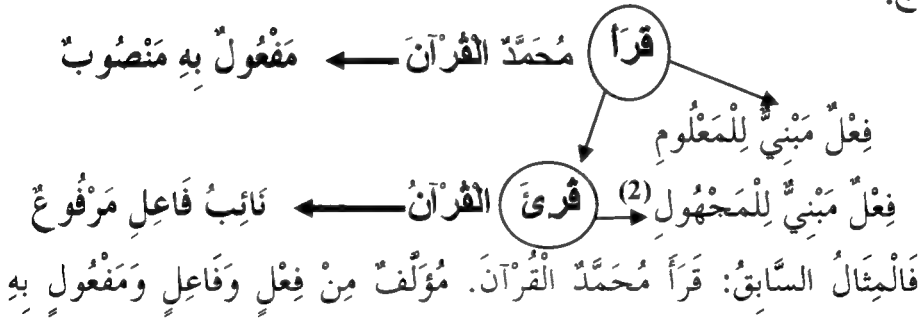 قَرَأَ مُحَمَّدٌ الْقُرْآنَ ← مَفْعُولٌ بِهِ مَنْصُوبٌ
فِعْلٌ مَبْنِيٌّ لِلْمَعْلُومِ
فِعْلٌ مَبْنِيٌّ لِلْمَجْهُولِ (2) ← قُرِئَ الْقُرْآنُ ← نَائِبُ فَاعِلٍ مَرْفُوعٌ
فَالْمِثَالُ السَّابِقُ: قَرَأَ مُحَمَّدٌ الْقُرْآنَ. مُؤَلَّفٌ مِنْ فِعْلٍ وَفَاعِلٍ وَمَفْعُولٍ بِهِ